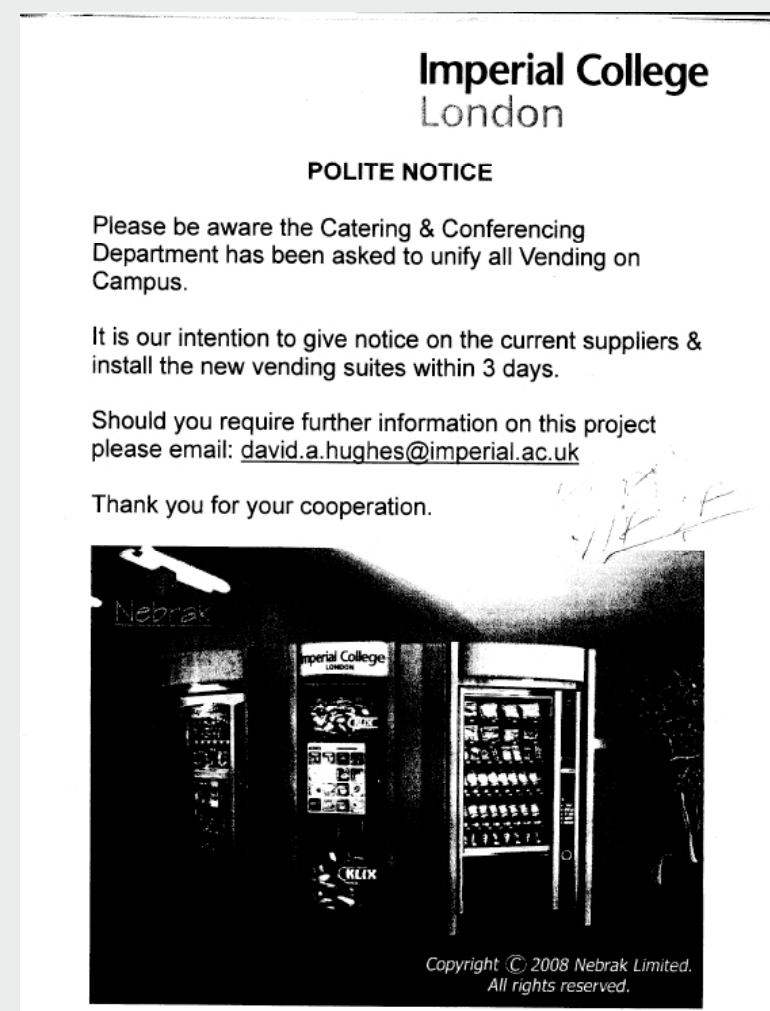 Imperial College
London
POLITE NOTICE
Please be aware the Catering & Conferencing
Department has been asked to unify all Vending on
Campus.
It is our intention to give notice on the current suppliers &
install the new vending suites within 3 days.
Should you require further information on this project
please email: david.a.hughes@imperial.ac.uk
Thank you for your cooperation.
Nebrak
Imperial College
LONDON
KLIX
KLIX
Copyright © 2008 Nebrak Limited.
All rights reserved.